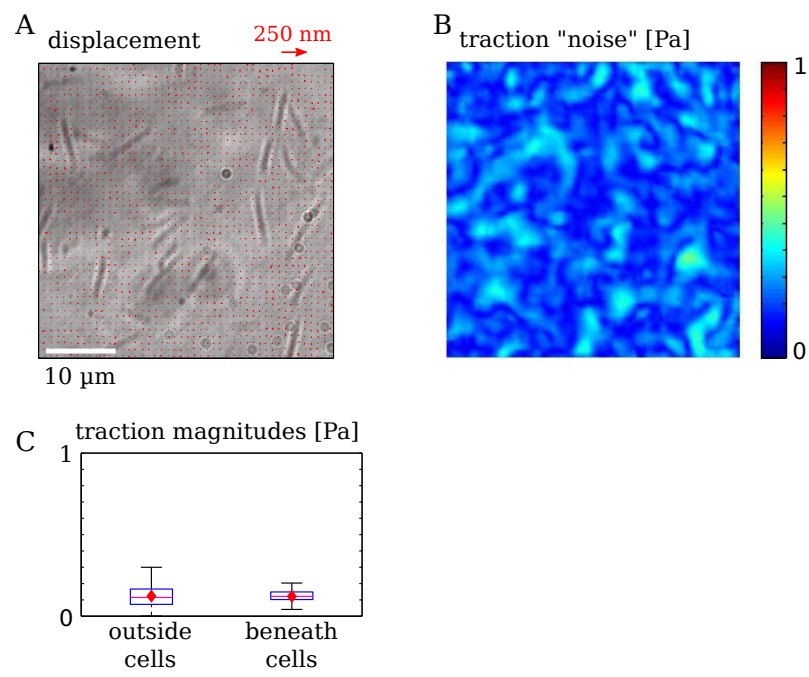 A
displacement
250 nm
10 μm
B
traction "noise" [Pa]
1
0
C
traction magnitudes [Pa]
1
0
outside
cells
beneath
cells